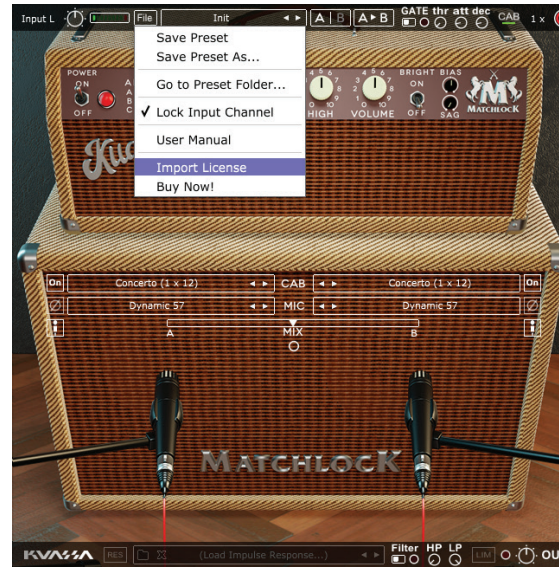 Input L File Init A | B A▸B GATE thr att dec CAB 1 x
Save Preset
Save Preset As...
Go to Preset Folder...
✓ Lock Input Channel
User Manual
Import License
Buy Now!
POWER
ON
OFF
HIGH
VOLUME
BRIGHT
ON
OFF
BIAS
SAG
MATCHLOCK
On Concerto (1 x 12) CAB Concerto (1 x 12) On
Dynamic 57 MIC Dynamic 57
A MIX B
MATCHLOCK
KVASSA RES (Load Impulse Response...) Filter HP LP LIM OU